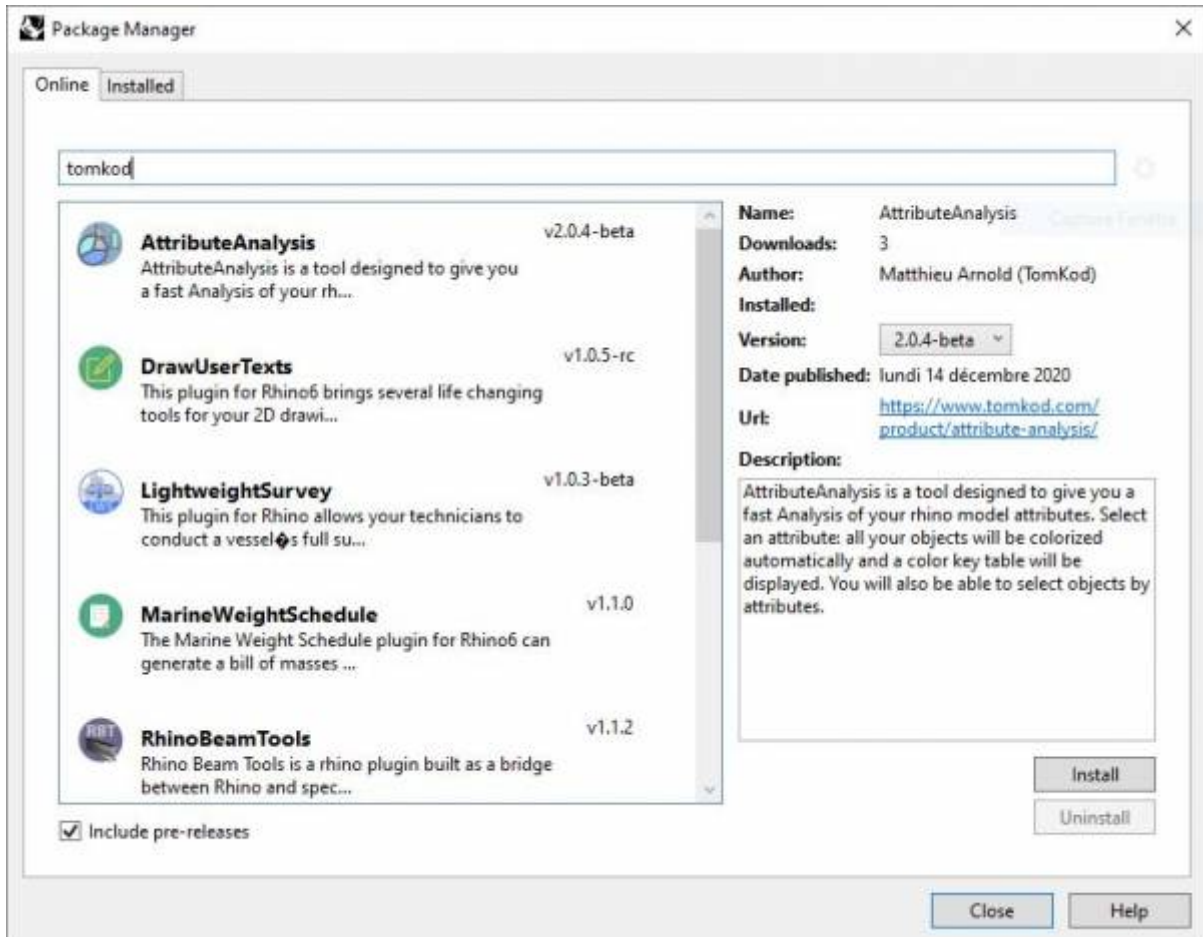 Package Manager
Online Installed
tomkod
AttributeAnalysis v2.0.4-beta
AttributeAnalysis is a tool designed to give you
a fast Analysis of your rh...
DrawUserTexts v1.0.5-rc
This plugin for Rhino6 brings several life changing
tools for your 2D drawi...
LightweightSurvey v1.0.3-beta
This plugin for Rhino allows your technicians to
conduct a vessel�s full su...
MarineWeightSchedule v1.1.0
The Marine Weight Schedule plugin for Rhino6 can
generate a bill of masses ...
RBT
RhinoBeamTools v1.1.2
Rhino Beam Tools is a rhino plugin built as a bridge
between Rhino and spec...
Include pre-releases
Name: AttributeAnalysis
Downloads: 3
Author: Matthieu Arnold (TomKod)
Installed:
Version: 2.0.4-beta
Date published: lundi 14 décembre 2020
Url: https://www.tomkod.com/
product/attribute-analysis/
Description:
AttributeAnalysis is a tool designed to give you a
fast Analysis of your rhino model attributes. Select
an attribute: all your objects will be colorized
automatically and a color key table will be
displayed. You will also be able to select objects by
attributes.
Install
Uninstall
Close Help